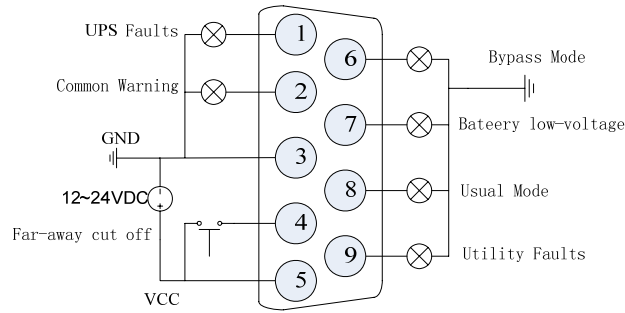 UPS Faults
1
6
Bypass Mode
Common Warning
2
7
Bateery low-voltage
GND
3
12~24VDC
8
Usual Mode
Far-away cut off
4
9
Utility Faults
5
VCC